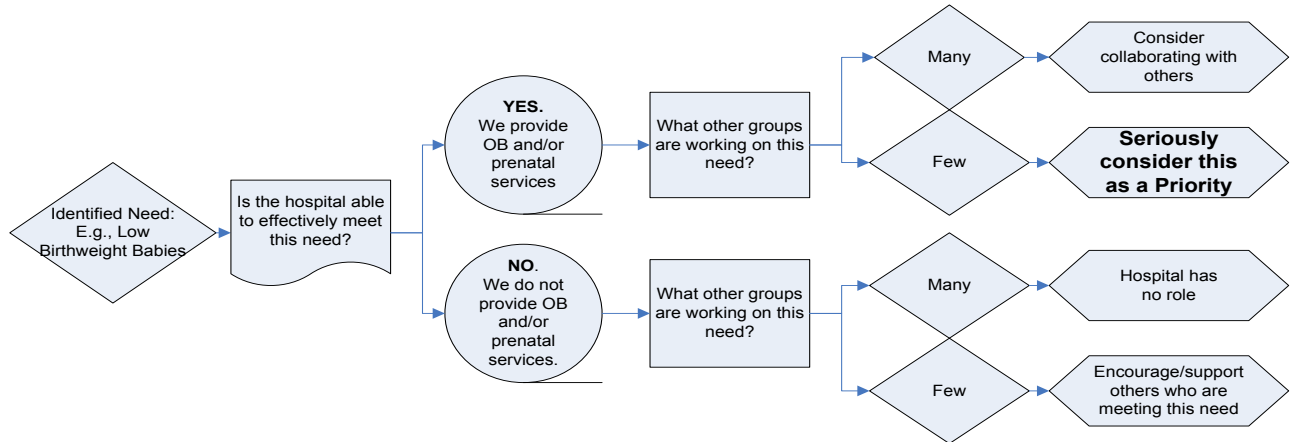 Identified Need:
E.g., Low
Birthweight Babies
Is the hospital able
to effectively meet
this need?
YES.
We provide
OB and/or
prenatal
services
What other groups
are working on this
need?
Many
Consider
collaborating with
others
Few
Seriously
consider this
as a Priority
NO.
We do not
provide OB
and/or
prenatal
services.
What other groups
are working on this
need?
Many
Hospital has
no role
Few
Encourage/support
others who are
meeting this need